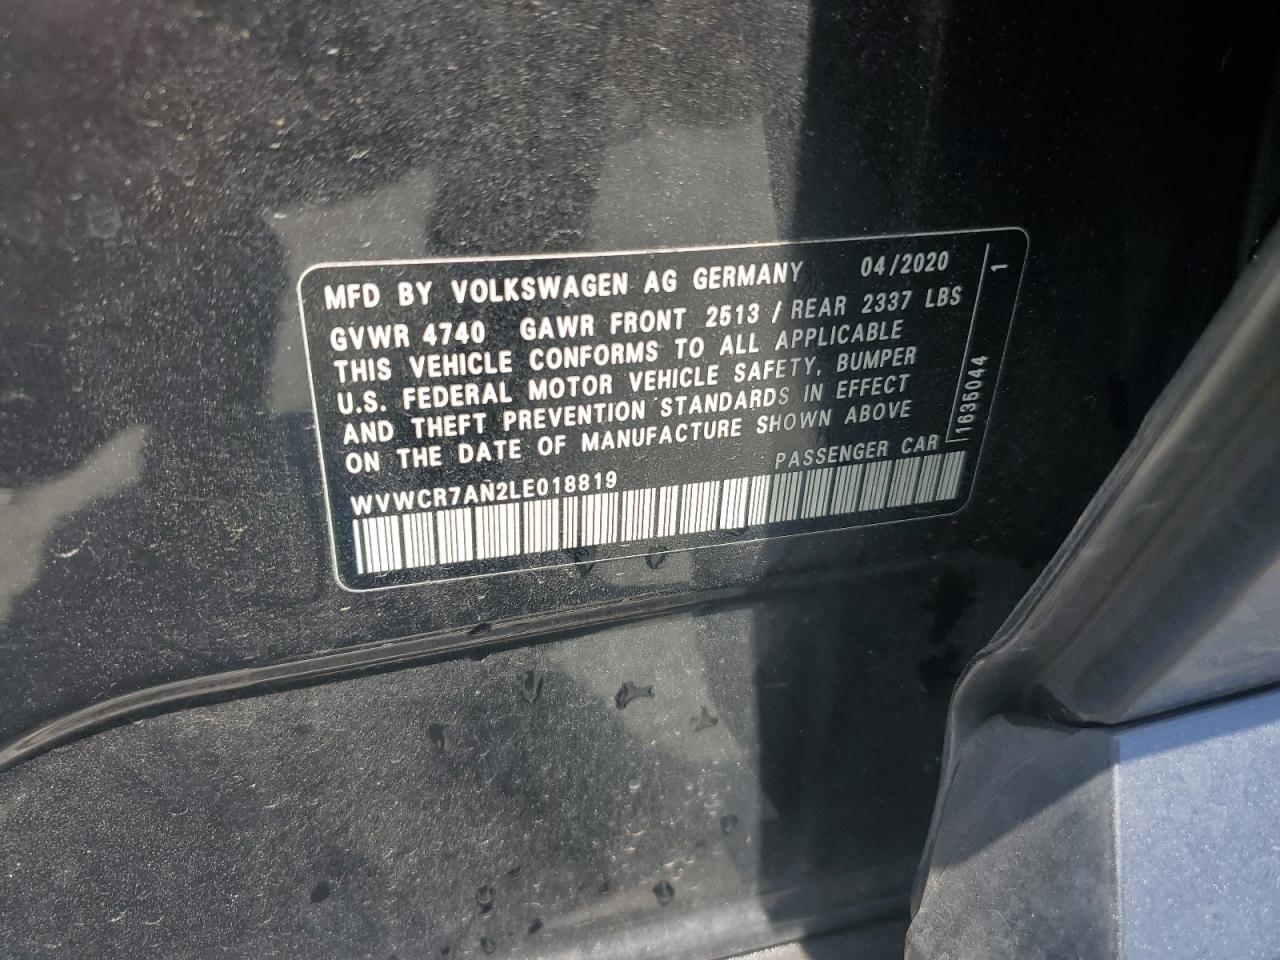 MFD BY VOLKSWAGEN AG GERMANY 04/2020
GVWR 4740 GAWR FRONT 2513 / REAR 2337 LBS
THIS VEHICLE CONFORMS TO ALL APPLICABLE
U.S. FEDERAL MOTOR VEHICLE SAFETY, BUMPER
AND THEFT PREVENTION STANDARDS IN EFFECT
ON THE DATE OF MANUFACTURE SHOWN ABOVE
WVWCR7AN2LE018819 PASSENGER CAR
1635044 1